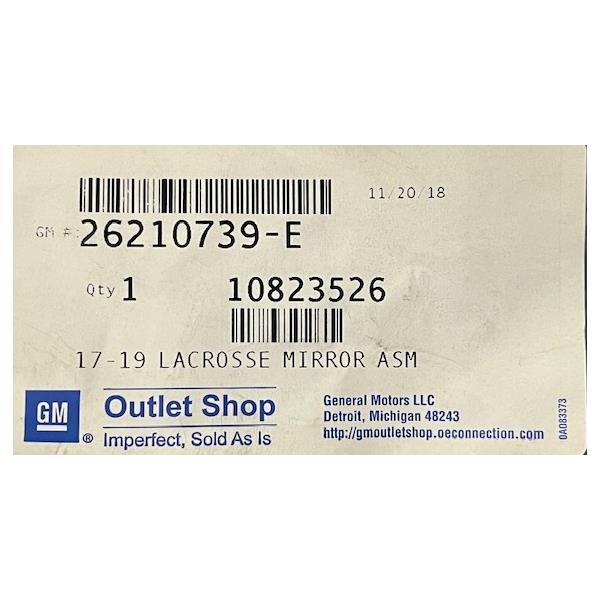 11/20/18
GM #: 26210739-E
Qty 1 10823526
17-19 LACROSSE MIRROR ASM
GM ® Outlet Shop
Imperfect, Sold As Is
General Motors LLC
Detroit, Michigan 48243
http://gmoutletshop.oeconnection.com
0A083373